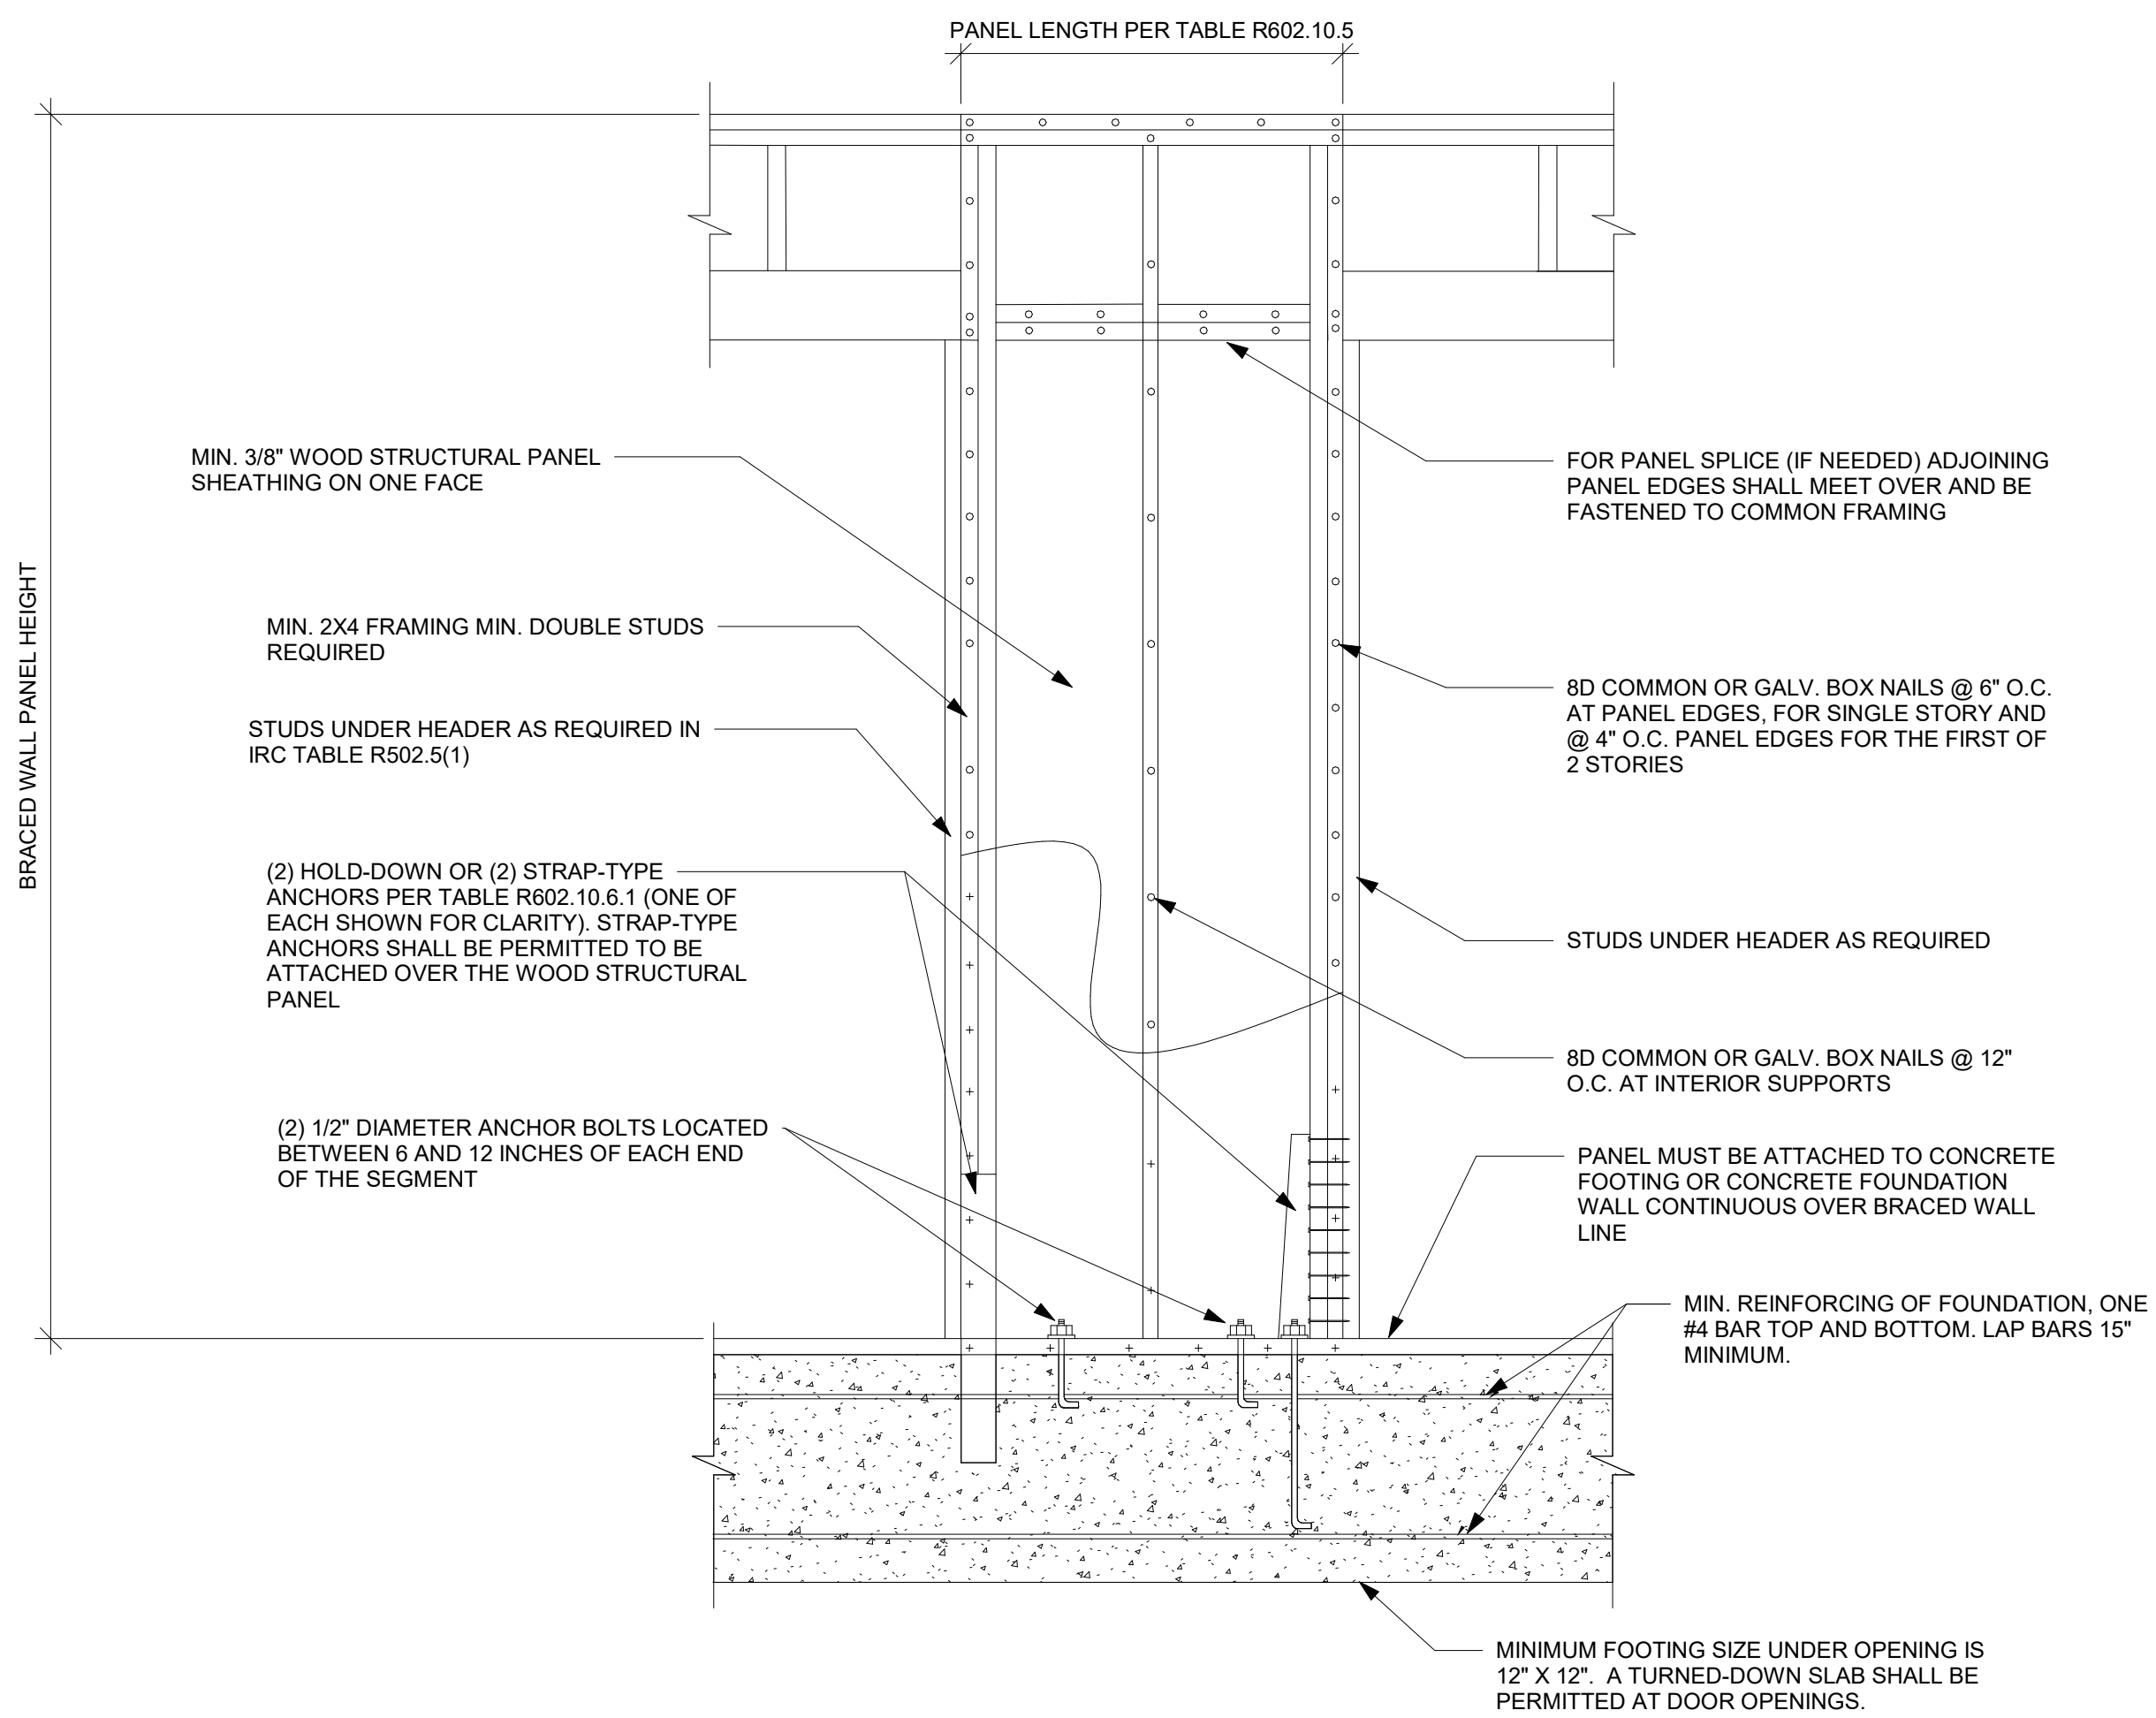 PANEL LENGTH PER TABLE R602.10.5
BRACED WALL PANEL HEIGHT
MIN. 3/8" WOOD STRUCTURAL PANEL
SHEATHING ON ONE FACE
MIN. 2X4 FRAMING MIN. DOUBLE STUDS
REQUIRED
STUDS UNDER HEADER AS REQUIRED IN
IRC TABLE R502.5(1)
(2) HOLD-DOWN OR (2) STRAP-TYPE
ANCHORS PER TABLE R602.10.6.1 (ONE OF
EACH SHOWN FOR CLARITY). STRAP-TYPE
ANCHORS SHALL BE PERMITTED TO BE
ATTACHED OVER THE WOOD STRUCTURAL
PANEL
(2) 1/2" DIAMETER ANCHOR BOLTS LOCATED
BETWEEN 6 AND 12 INCHES OF EACH END
OF THE SEGMENT
FOR PANEL SPLICE (IF NEEDED) ADJOINING
PANEL EDGES SHALL MEET OVER AND BE
FASTENED TO COMMON FRAMING
8D COMMON OR GALV. BOX NAILS @ 6" O.C.
AT PANEL EDGES, FOR SINGLE STORY AND
@ 4" O.C. PANEL EDGES FOR THE FIRST OF
2 STORIES
STUDS UNDER HEADER AS REQUIRED
8D COMMON OR GALV. BOX NAILS @ 12"
O.C. AT INTERIOR SUPPORTS
PANEL MUST BE ATTACHED TO CONCRETE
FOOTING OR CONCRETE FOUNDATION
WALL CONTINUOUS OVER BRACED WALL
LINE
MIN. REINFORCING OF FOUNDATION, ONE
#4 BAR TOP AND BOTTOM. LAP BARS 15"
MINIMUM.
MINIMUM FOOTING SIZE UNDER OPENING IS
12" X 12". A TURNED-DOWN SLAB SHALL BE
PERMITTED AT DOOR OPENINGS.